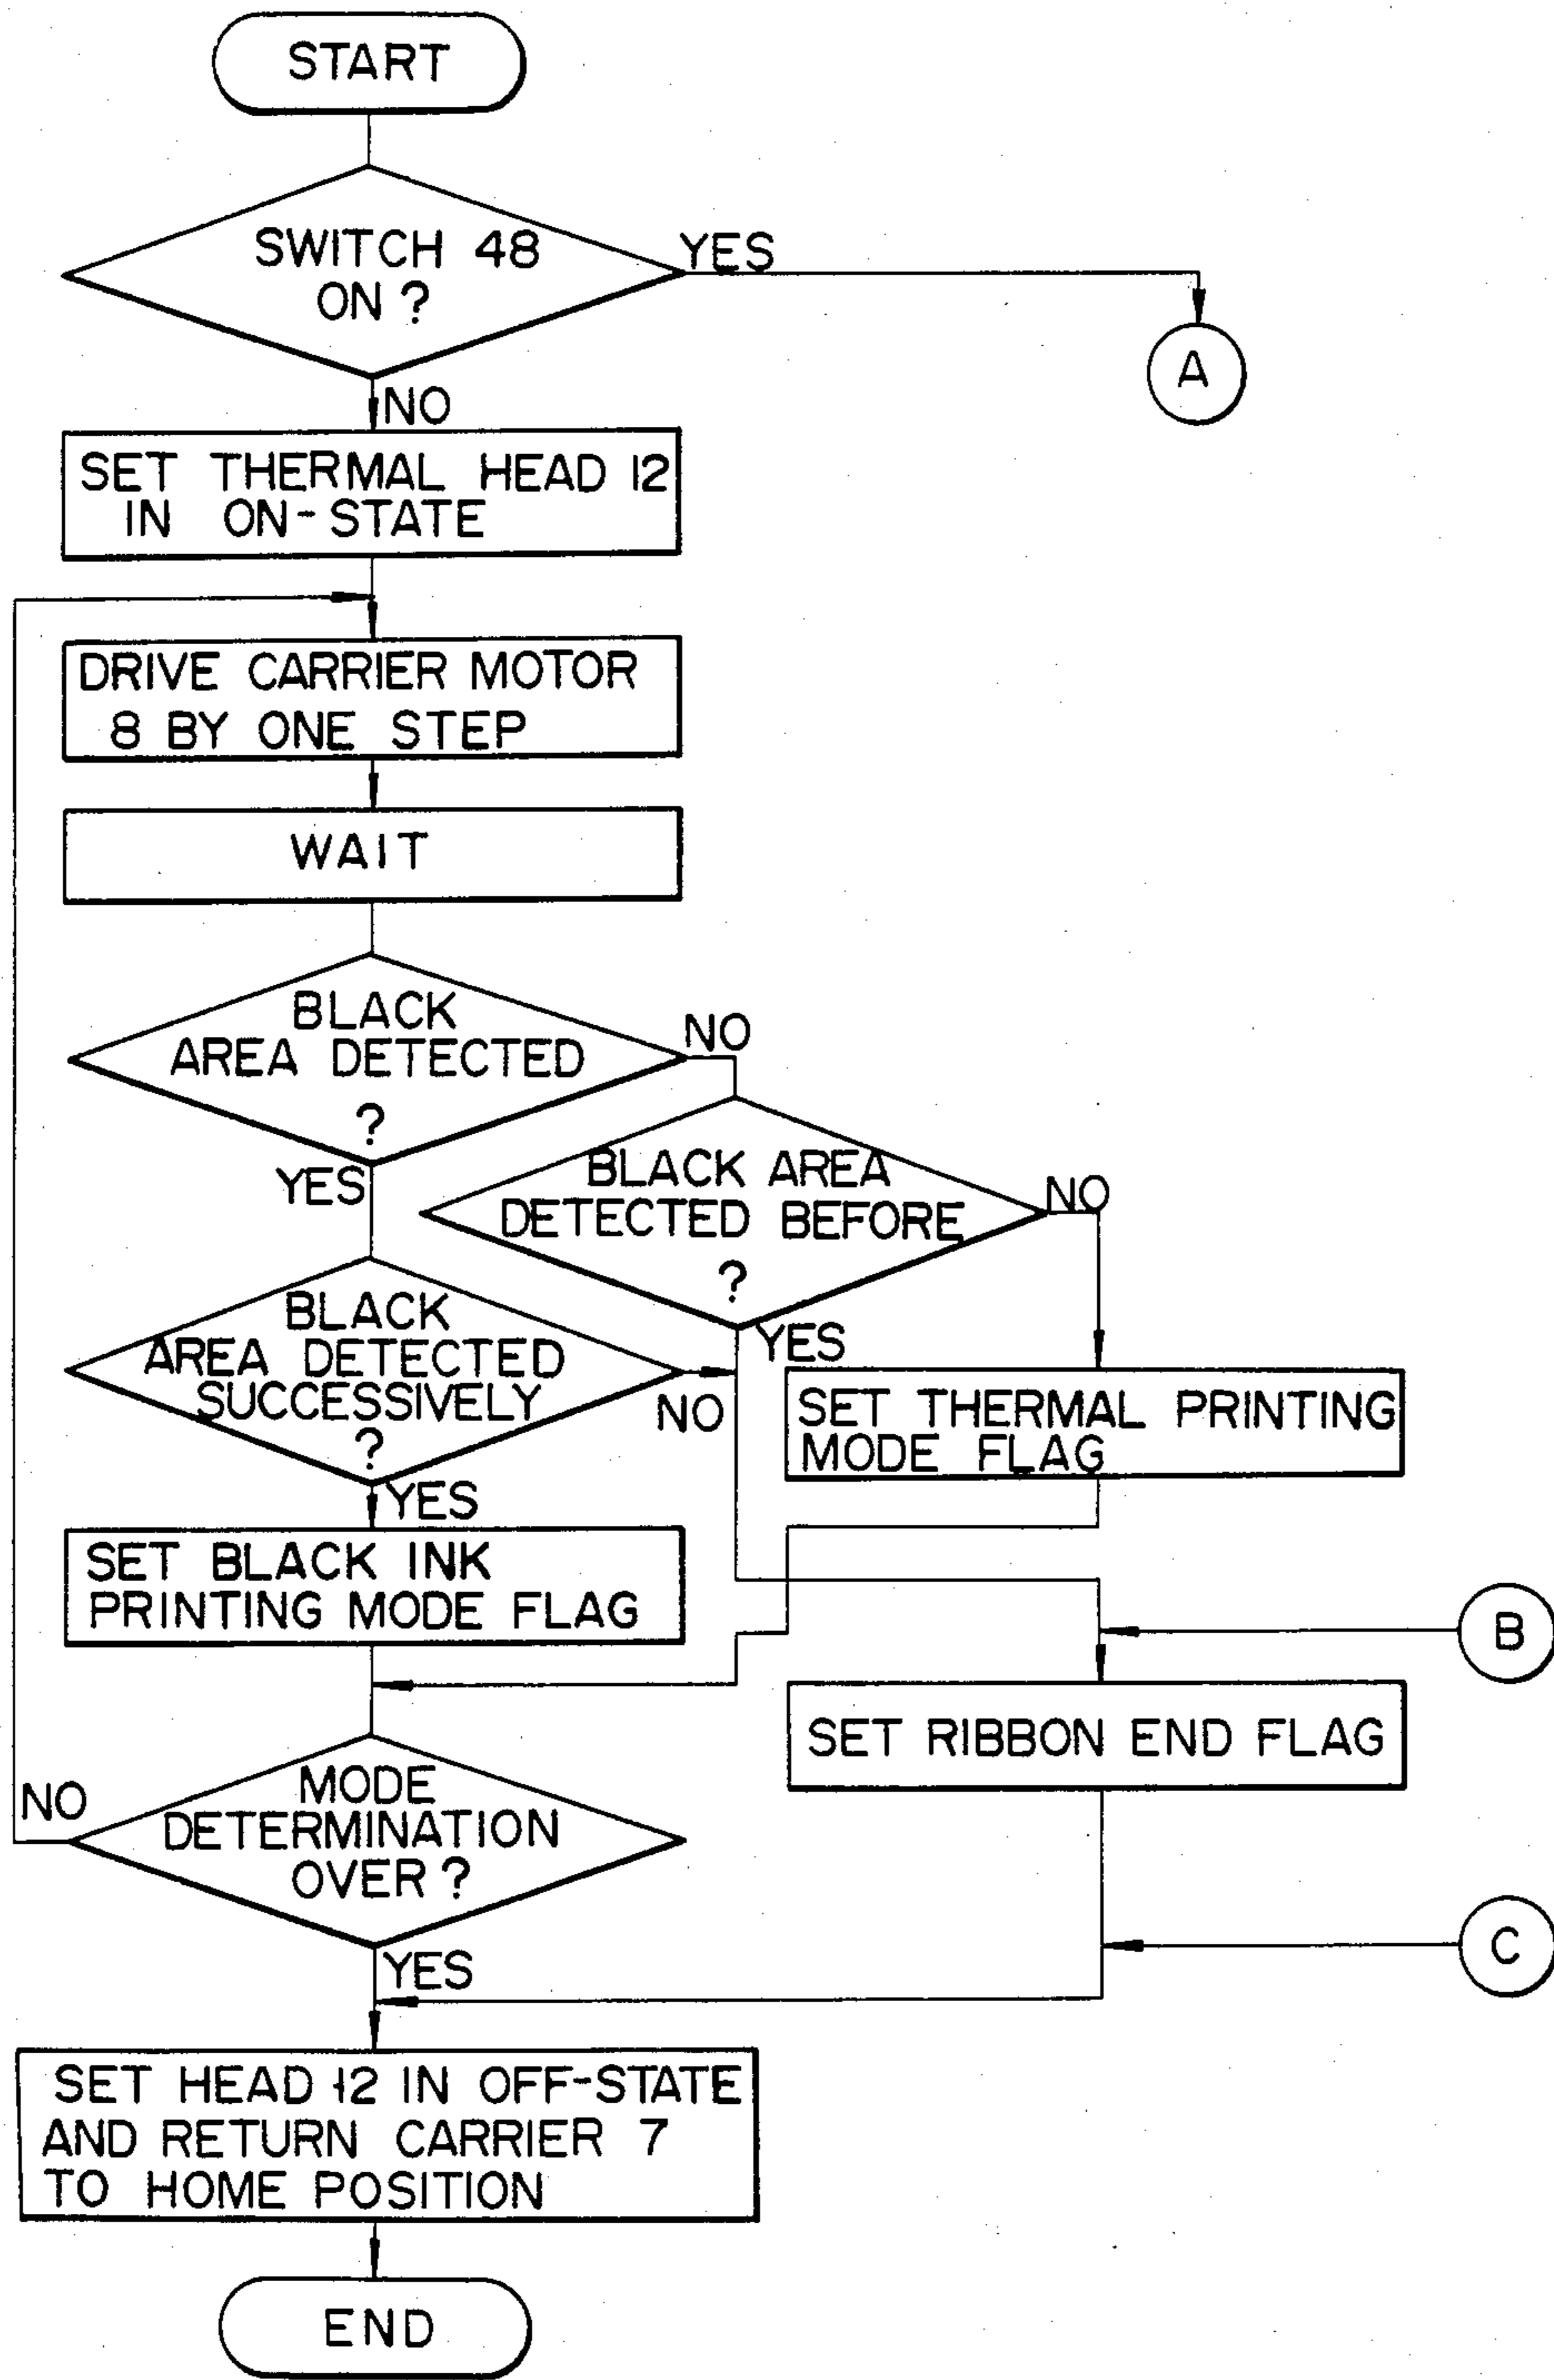 START
SWITCH 48
ON ?
YES
A
NO
SET THERMAL HEAD 12
IN ON-STATE
DRIVE CARRIER MOTOR
8 BY ONE STEP
WAIT
BLACK
AREA DETECTED
?
NO
YES
BLACK AREA
DETECTED BEFORE
?
NO
YES
BLACK
AREA DETECTED
SUCCESSIVELY
?
NO
YES
SET THERMAL PRINTING
MODE FLAG
SET BLACK INK
PRINTING MODE FLAG
B
SET RIBBON END FLAG
MODE
DETERMINATION
OVER ?
NO
YES
C
SET HEAD 12 IN OFF-STATE
AND RETURN CARRIER 7
TO HOME POSITION
END